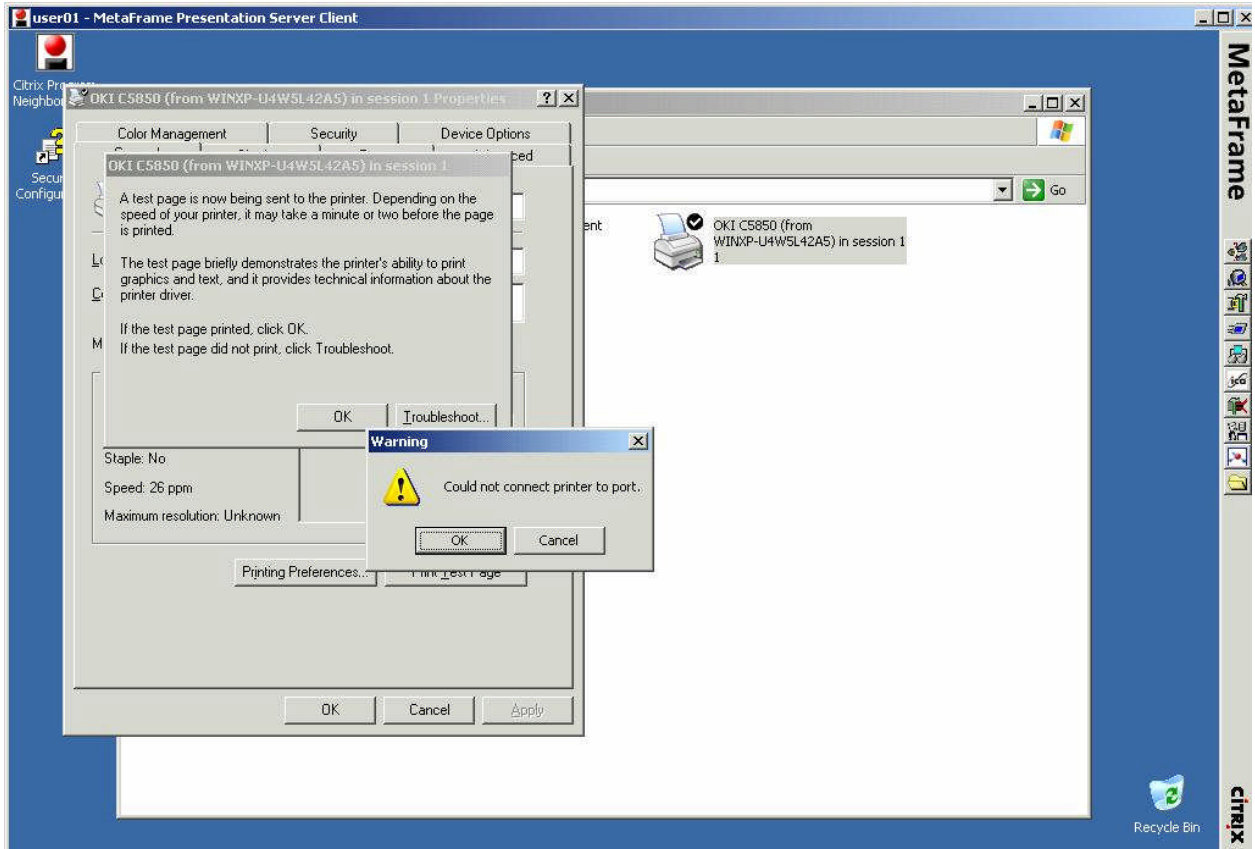 user01 - MetaFrame Presentation Server Client
MetaFrame
Citrix
OKI C5850 (from WINXP-U4W5L42A5) in session 1 Properties
Color Management
Security
Device Options
OKI C5850 (from WINXP-U4W5L42A5) in session 1
A test page is now being sent to the printer. Depending on the
speed of your printer, it may take a minute or two before the page
is printed.
The test page briefly demonstrates the printer's ability to print
graphics and text, and it provides technical information about the
printer driver.
If the test page printed, click OK.
If the test page did not print, click Troubleshoot.
OK
Troubleshoot...
Warning
Could not connect printer to port.
OK
Cancel
Staple: No
Speed: 26 ppm
Maximum resolution: Unknown
Printing Preferences...
Print Test Page
OK
Cancel
Apply
Go
OKI C5850 (from
WINXP-U4W5L42A5) in session 1
1
Recycle Bin
CITRIX